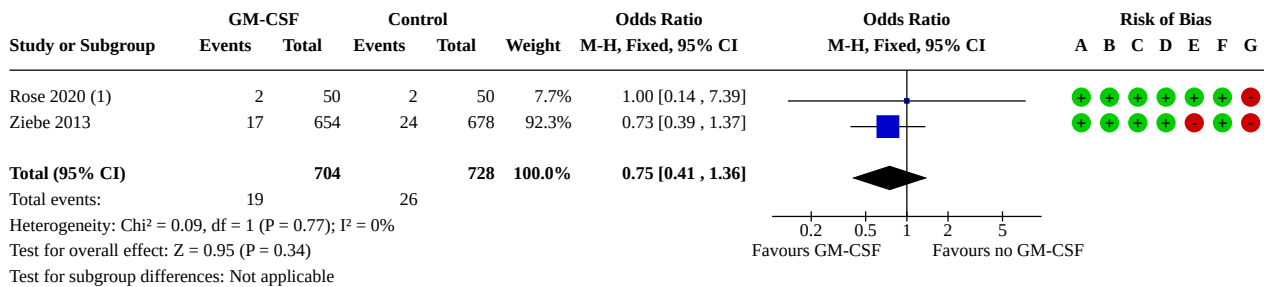 GM-CSF Control Odds Ratio Odds Ratio Risk of Bias
Study or Subgroup Events Total Events Total Weight M-H, Fixed, 95% CI M-H, Fixed, 95% CI A B C D E F G
Rose 2020 (1) 2 50 2 50 7.7% 1.00 [0.14 , 7.39] + + + + + + -
Ziebe 2013 17 654 24 678 92.3% 0.73 [0.39 , 1.37] + + + + - + -
Total (95% CI) 704 728 100.0% 0.75 [0.41 , 1.36]
Total events: 19 26
Heterogeneity: Chi² = 0.09, df = 1 (P = 0.77); I² = 0%
0.2 0.5 1 2 5
Test for overall effect: Z = 0.95 (P = 0.34)
Favours GM-CSF Favours no GM-CSF
Test for subgroup differences: Not applicable